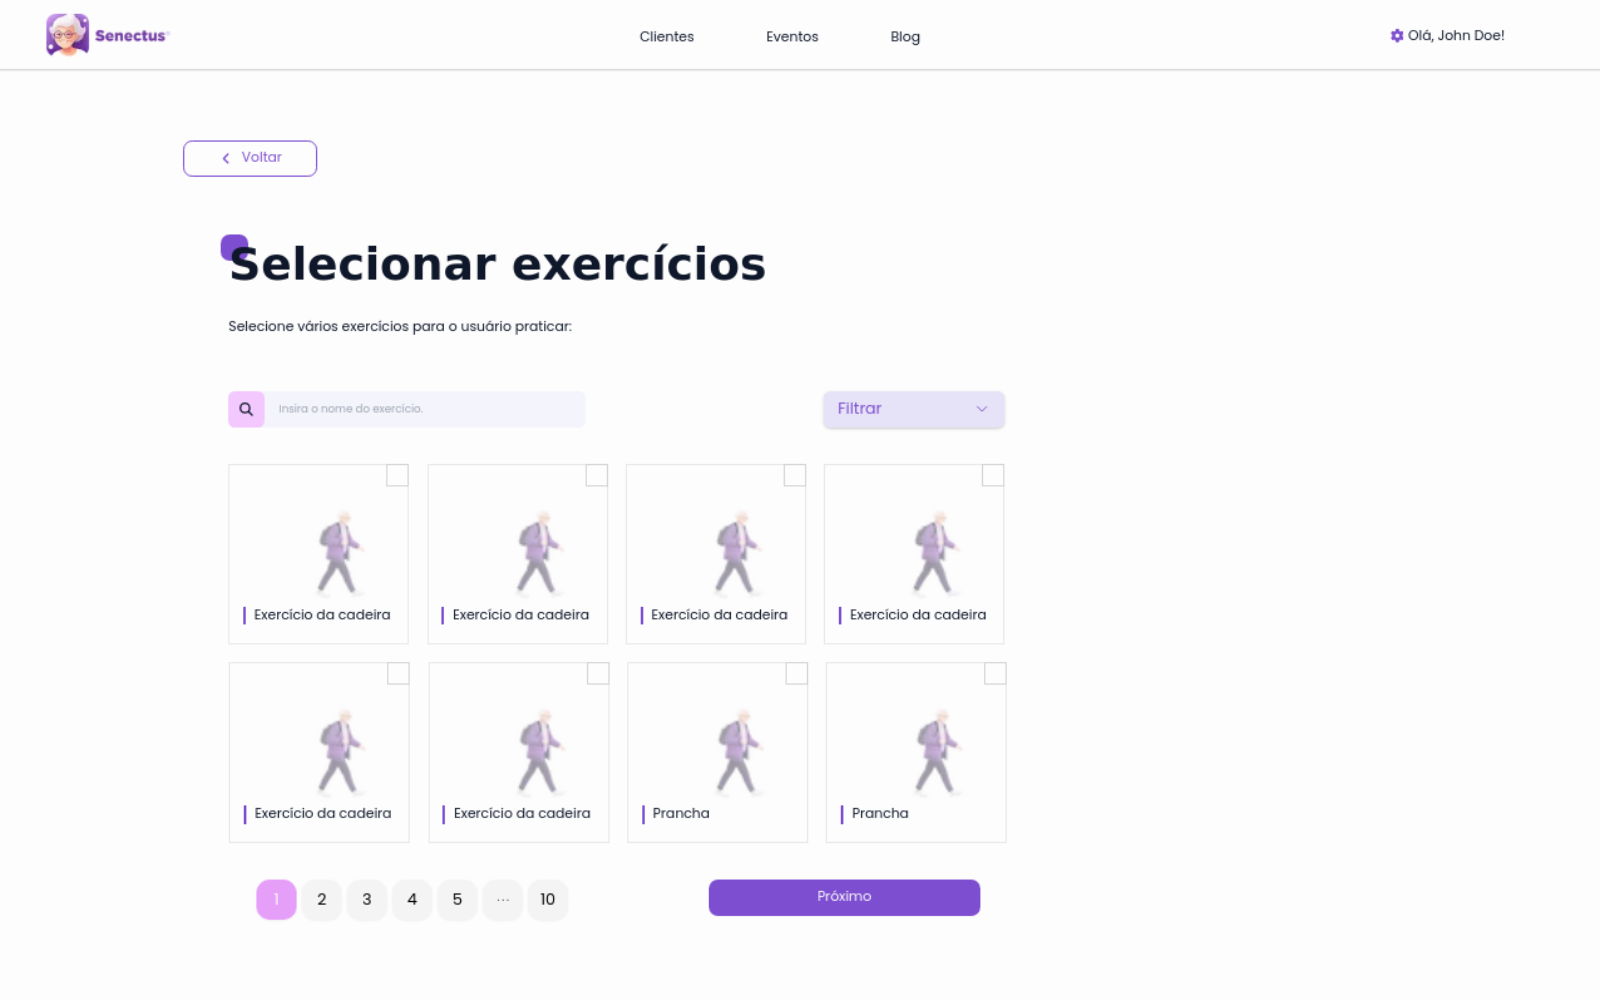 Senectus
Clientes
Eventos
Blog
Olá, John Doe!
Voltar
Selecionar exercícios
Selecione vários exercícios para o usuário praticar:
Insira o nome do exercício.
Filtrar
Exercício da cadeira
Exercício da cadeira
Exercício da cadeira
Exercício da cadeira
Exercício da cadeira
Exercício da cadeira
Prancha
Prancha
1 2 3 4 5 ... 10
Próximo